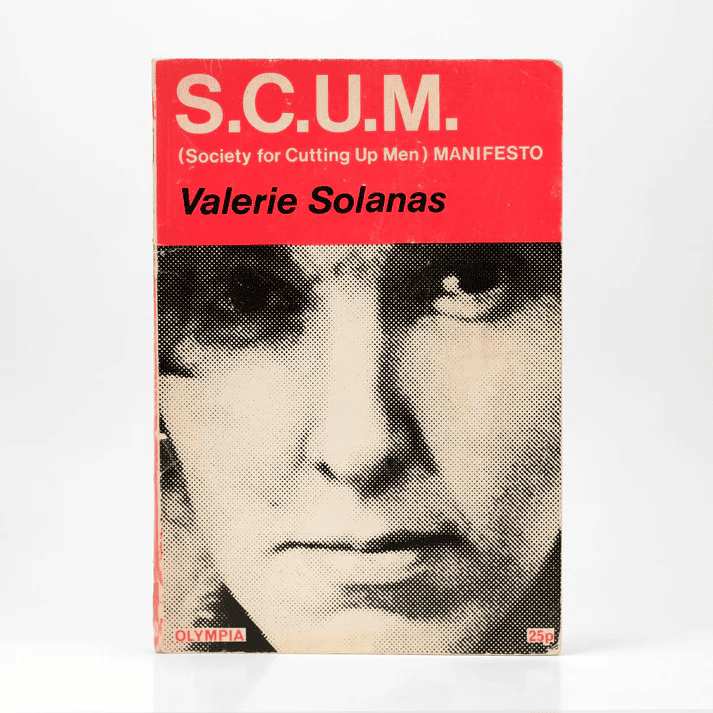 S.C.U.M.
(Society for Cutting Up Men) MANIFESTO
Valerie Solanas
OLYMPIA
25p